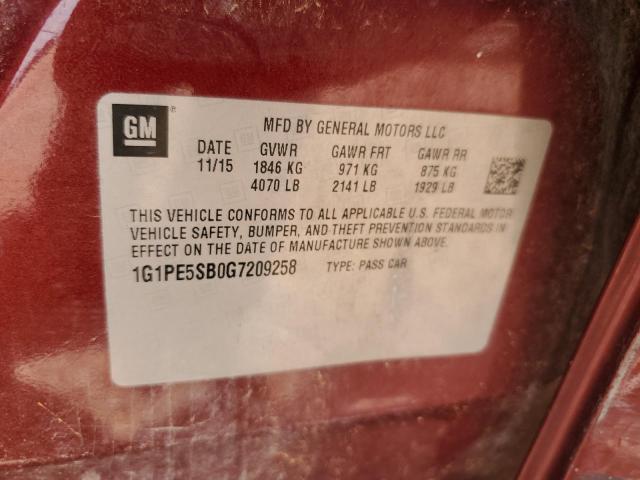 GM ®
MFD BY GENERAL MOTORS LLC
DATE GVWR GAWR FRT GAWR RR
11/15 1846 KG 971 KG 875 KG
4070 LB 2141 LB 1929 LB
THIS VEHICLE CONFORMS TO ALL APPLICABLE U.S. FEDERAL MOTOR
VEHICLE SAFETY, BUMPER, AND THEFT PREVENTION STANDARDS IN
EFFECT ON THE DATE OF MANUFACTURE SHOWN ABOVE.
1G1PE5SB0G7209258 TYPE: PASS CAR